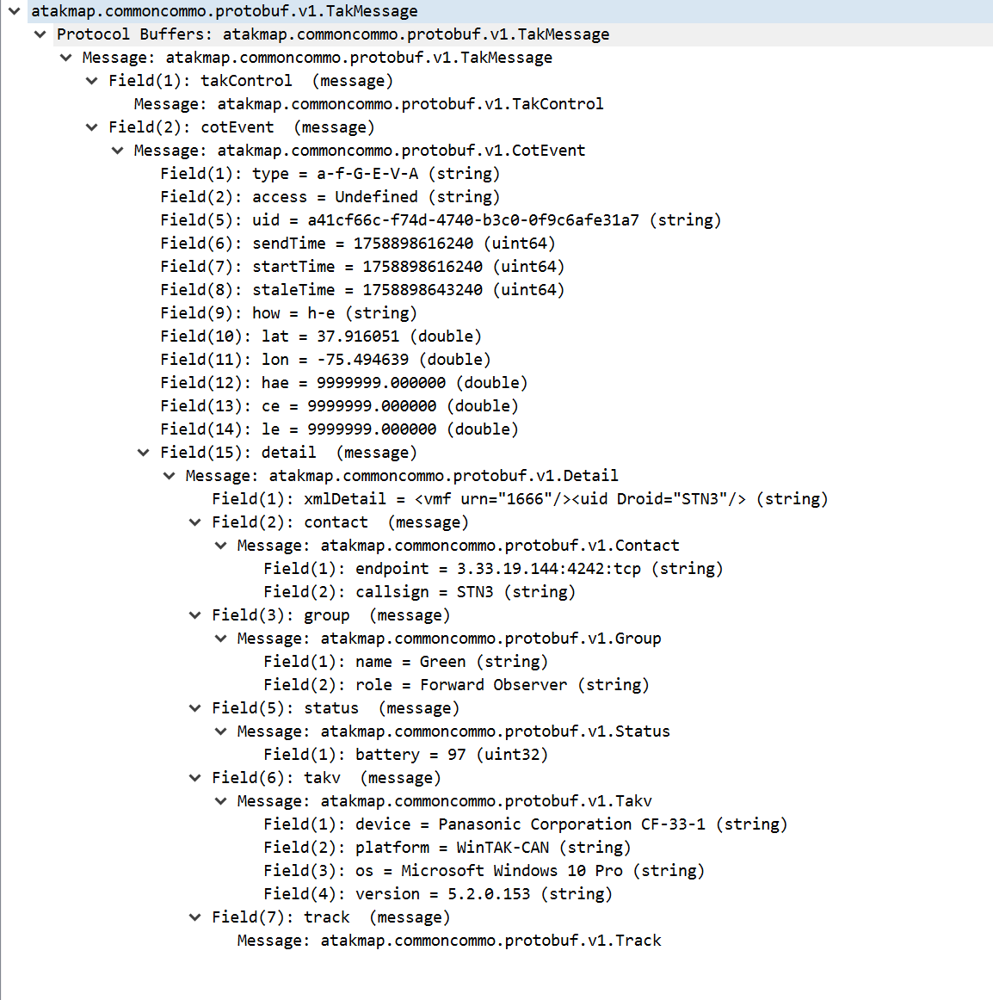 atakmap.commoncommo.protobuf.v1.TakMessage
Protocol Buffers: atakmap.commoncommo.protobuf.v1.TakMessage
Message: atakmap.commoncommo.protobuf.v1.TakMessage
Field(1): takControl (message)
Message: atakmap.commoncommo.protobuf.v1.TakControl
Field(2): cotEvent (message)
Message: atakmap.commoncommo.protobuf.v1.CotEvent
Field(1): type = a-f-G-E-V-A (string)
Field(2): access = Undefined (string)
Field(5): uid = a41cf66c-f74d-4740-b3c0-0f9c6afe31a7 (string)
Field(6): sendTime = 1758898616240 (uint64)
Field(7): startTime = 1758898616240 (uint64)
Field(8): staleTime = 1758898643240 (uint64)
Field(9): how = h-e (string)
Field(10): lat = 37.916051 (double)
Field(11): lon = -75.494639 (double)
Field(12): hae = 9999999.000000 (double)
Field(13): ce = 9999999.000000 (double)
Field(14): le = 9999999.000000 (double)
Field(15): detail (message)
Message: atakmap.commoncommo.protobuf.v1.Detail
Field(1): xmlDetail = <vmf urn="1666"/><uid Droid="STN3"/> (string)
Field(2): contact (message)
Message: atakmap.commoncommo.protobuf.v1.Contact
Field(1): endpoint = 3.33.19.144:4242:tcp (string)
Field(2): callsign = STN3 (string)
Field(3): group (message)
Message: atakmap.commoncommo.protobuf.v1.Group
Field(1): name = Green (string)
Field(2): role = Forward Observer (string)
Field(5): status (message)
Message: atakmap.commoncommo.protobuf.v1.Status
Field(1): battery = 97 (uint32)
Field(6): takv (message)
Message: atakmap.commoncommo.protobuf.v1.Takv
Field(1): device = Panasonic Corporation CF-33-1 (string)
Field(2): platform = WinTAK-CAN (string)
Field(3): os = Microsoft Windows 10 Pro (string)
Field(4): version = 5.2.0.153 (string)
Field(7): track (message)
Message: atakmap.commoncommo.protobuf.v1.Track